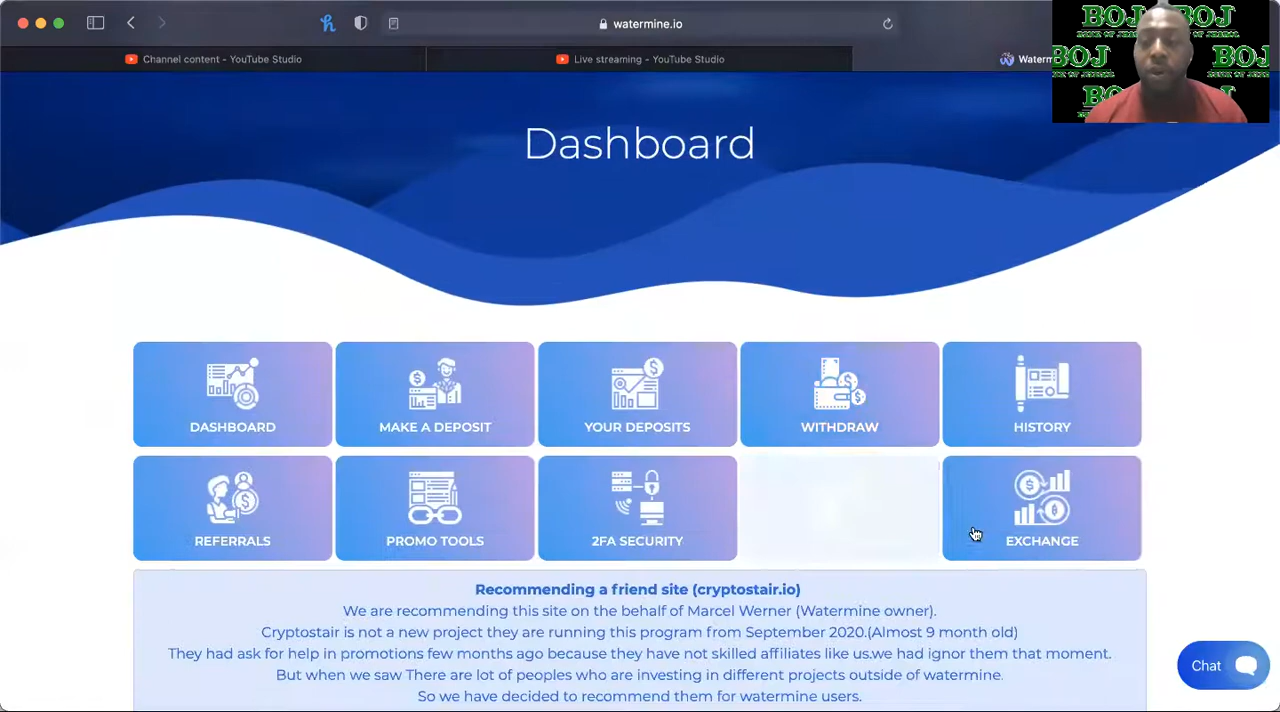 watermine.io
Channel content - YouTube Studio
Live streaming - YouTube Studio
Waterm
BOJ
BOJ
BOJ
BOJ
Dashboard
DASHBOARD
MAKE A DEPOSIT
YOUR DEPOSITS
WITHDRAW
HISTORY
REFERRALS
PROMO TOOLS
2FA SECURITY
EXCHANGE
Recommending a friend site (cryptostair.io)
We are recommending this site on the behalf of Marcel Werner (Watermine owner).
Cryptostair is not a new project they are running this program from September 2020.(Almost 9 month old)
They had ask for help in promotions few months ago because they have not skilled affiliates like us.we had ignor them that moment.
But when we saw There are lot of peoples who are investing in different projects outside of watermine.
So we have decided to recommend them for watermine users.
Chat